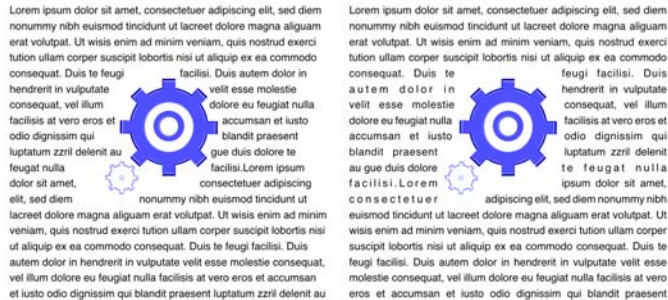 Lorem ipsum dolor sit amet, consectetuer adipiscing elit, sed diem
nonummy nibh euismod tincidunt ut lacreet dolore magna aliguam
erat volutpat. Ut wisis enim ad minim veniam, quis nostrud exerci
tution ullam corper suscipit lobortis nisi ut aliquip ex ea commodo
consequat. Duis te feugi facilisi. Duis autem dolor in
hendrerit in vulputate velit esse molestie
consequat, vel illum dolore eu feugiat nulla
facilisis at vero eros et accumsan et iusto
odio dignissim qui blandit praesent
luptatum zzril delenit au gue duis dolore te
feugat nulla facilisi.Lorem ipsum
dolor sit amet, consectetuer adipiscing
elit, sed diem nonummy nibh euismod tincidunt ut
lacreet dolore magna aliguam erat volutpat. Ut wisis enim ad minim
veniam, quis nostrud exerci tution ullam corper suscipit lobortis nisi
ut aliquip ex ea commodo consequat. Duis te feugi facilisi. Duis
autem dolor in hendrerit in vulputate velit esse molestie consequat,
vel illum dolore eu feugiat nulla facilisis at vero eros et accumsan
et iusto odio dignissim qui blandit praesent luptatum zzril delenit au
Lorem ipsum dolor sit amet, consectetuer adipiscing elit, sed diem
nonummy nibh euismod tincidunt ut lacreet dolore magna aliguam
erat volutpat. Ut wisis enim ad minim veniam, quis nostrud exerci
tution ullam corper suscipit lobortis nisi ut aliquip ex ea commodo
consequat. Duis te feugi facilisi. Duis
autem dolor in hendrerit in vulputate
velit esse molestie consequat, vel illum
dolore eu feugiat nulla facilisis at vero eros et
accumsan et iusto odio dignissim qui
blandit praesent luptatum zzril delenit
au gue duis dolore te feugat nulla
facilisi.Lorem ipsum dolor sit amet,
consectetuer adipiscing elit, sed diem nonummy nibh
euismod tincidunt ut lacreet dolore magna aliguam erat volutpat. Ut
wisis enim ad minim veniam, quis nostrud exerci tution ullam corper
suscipit lobortis nisi ut aliquip ex ea commodo consequat. Duis te
feugi facilisi. Duis autem dolor in hendrerit in vulputate velit esse
molestie consequat, vel illum dolore eu feugiat nulla facilisis at vero
eros et accumsan et iusto odio dignissim qui blandit praesent